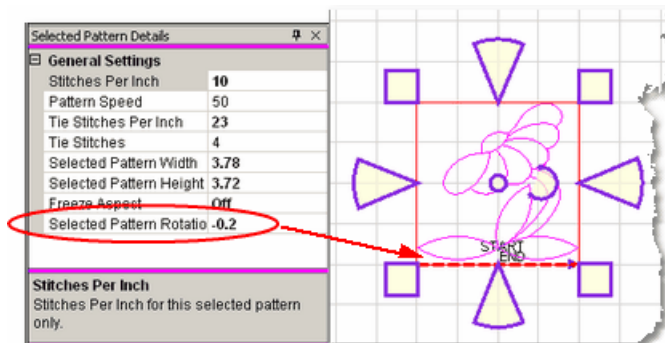 Selected Pattern Details
General Settings
Stitches Per Inch 10
Pattern Speed 50
Tie Stitches Per Inch 23
Tie Stitches 4
Selected Pattern Width 3.78
Selected Pattern Height 3.72
Freeze Aspect Off
Selected Pattern Rotatio -0.2
START
END
Stitches Per Inch
Stitches Per Inch for this selected pattern
only.